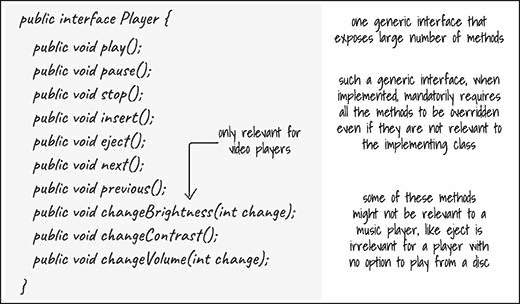 public interface Player {
public void play();
public void pause();
public void stop();
public void insert();
public void eject();
public void next();
public void previous();
public void changeBrightness(int change);
public void changeContrast();
public void changeVolume(int change);
}
only relevant for
video players
one generic interface that
exposes large number of methods
such a generic interface, when
implemented, mandatorily requires
all the methods to be overridden
even if they are not relevant to
the implementing class
some of these methods
might not be relevant to a
music player, like eject is
irrelevant for a player with
no option to play from a disc